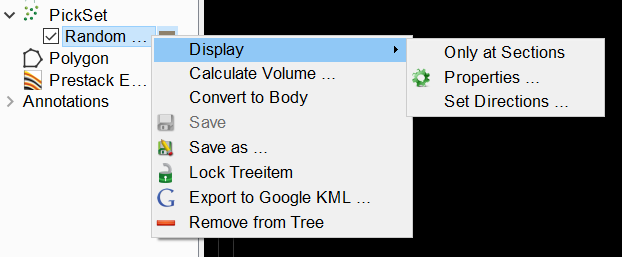 PickSet
Random ...
Polygon
Prestack E...
Annotations
Display
Calculate Volume ...
Convert to Body
Save
Save as ...
Lock Treeitem
Export to Google KML ...
Remove from Tree
Only at Sections
Properties ...
Set Directions ...